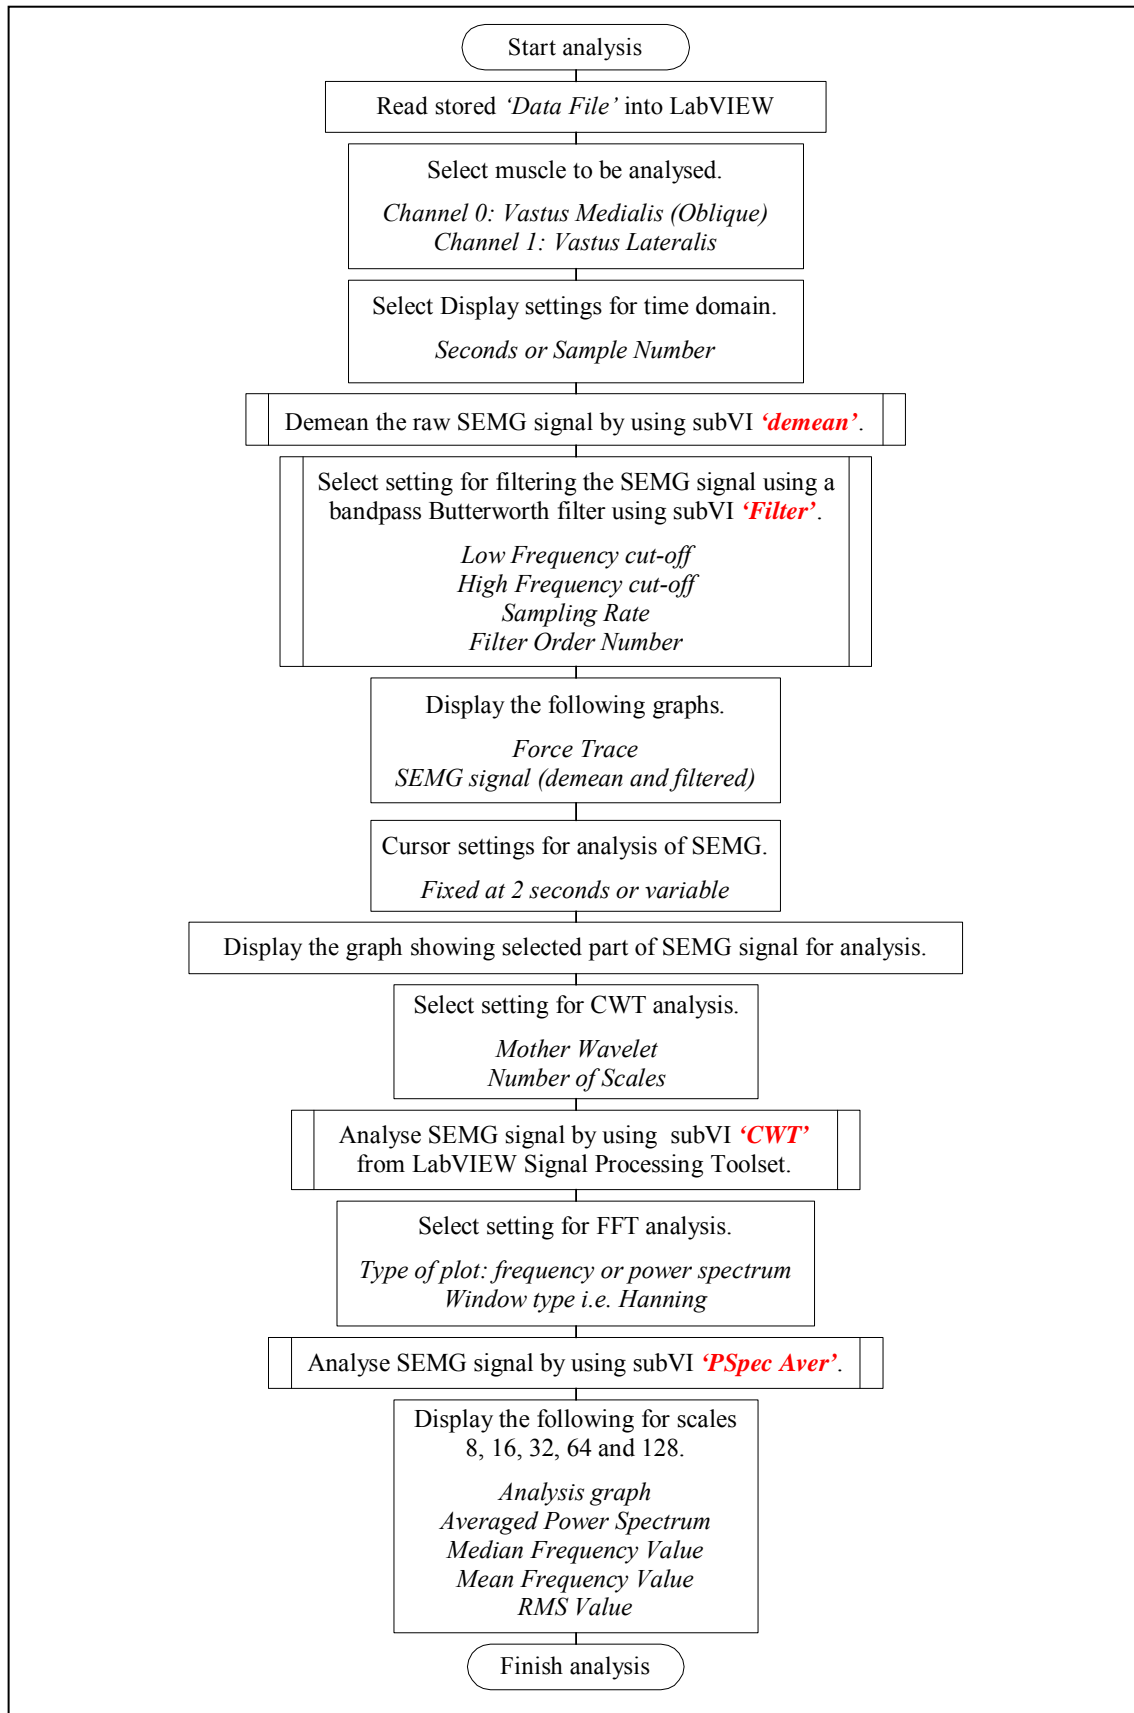 Start analysis
Read stored ‘Data File’ into LabVIEW
Select muscle to be analysed.
Channel 0: Vastus Medialis (Oblique)
Channel 1: Vastus Lateralis
Select Display settings for time domain.
Seconds or Sample Number
Demean the raw SEMG signal by using subVI ‘demean’.
Select setting for filtering the SEMG signal using a
bandpass Butterworth filter using subVI ‘Filter’.
Low Frequency cut-off
High Frequency cut-off
Sampling Rate
Filter Order Number
Display the following graphs.
Force Trace
SEMG signal (demean and filtered)
Cursor settings for analysis of SEMG.
Fixed at 2 seconds or variable
Display the graph showing selected part of SEMG signal for analysis.
Select setting for CWT analysis.
Mother Wavelet
Number of Scales
Analyse SEMG signal by using subVI ‘CWT’
from LabVIEW Signal Processing Toolset.
Select setting for FFT analysis.
Type of plot: frequency or power spectrum
Window type i.e. Hanning
Analyse SEMG signal by using subVI ‘PSpec Aver’.
Display the following for scales
8, 16, 32, 64 and 128.
Analysis graph
Averaged Power Spectrum
Median Frequency Value
Mean Frequency Value
RMS Value
Finish analysis